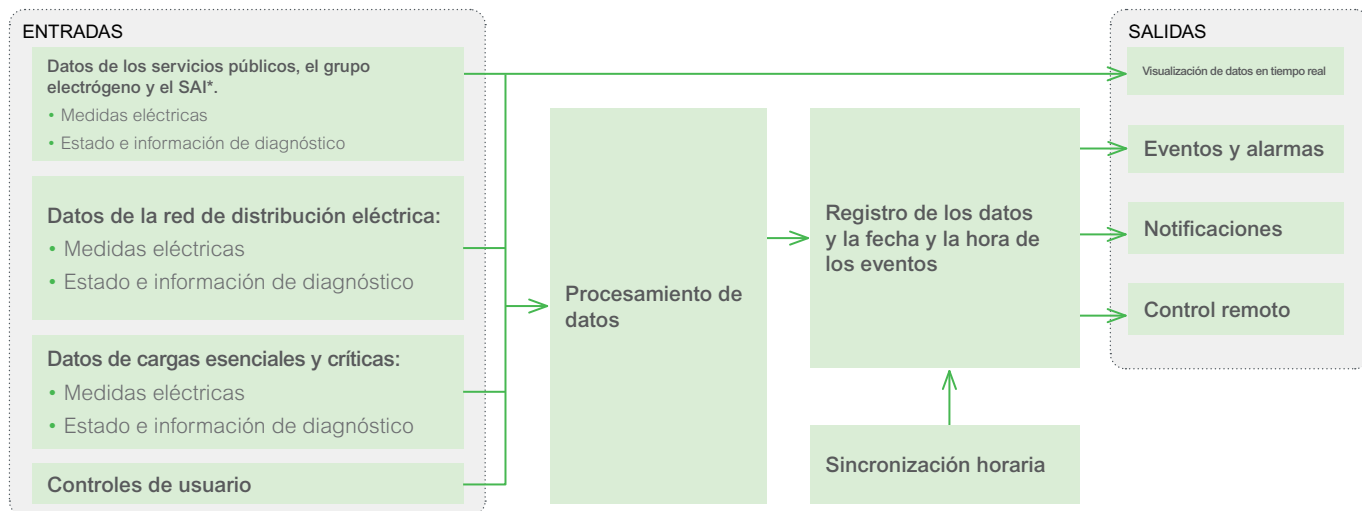 ENTRADAS
Datos de los servicios públicos, el grupo
electrógeno y el SAI*.
• Medidas eléctricas
• Estado e información de diagnóstico
Datos de la red de distribución eléctrica:
• Medidas eléctricas
• Estado e información de diagnóstico
Datos de cargas esenciales y críticas:
• Medidas eléctricas
• Estado e información de diagnóstico
Controles de usuario
Procesamiento de
datos
Registro de los datos
y la fecha y la hora de
los eventos
Sincronización horaria
SALIDAS
Visualización de datos en tiempo real
Eventos y alarmas
Notificaciones
Control remoto